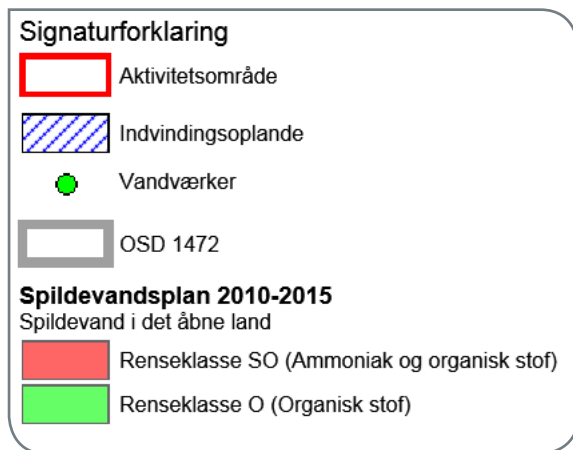 Signaturforklaring
Aktivitetsområde
Indvindingsoplande
Vandværker
OSD 1472
Spildevandsplan 2010-2015
Spildevand i det åbne land
Renseklasse SO (Ammoniak og organisk stof)
Renseklasse O (Organisk stof)